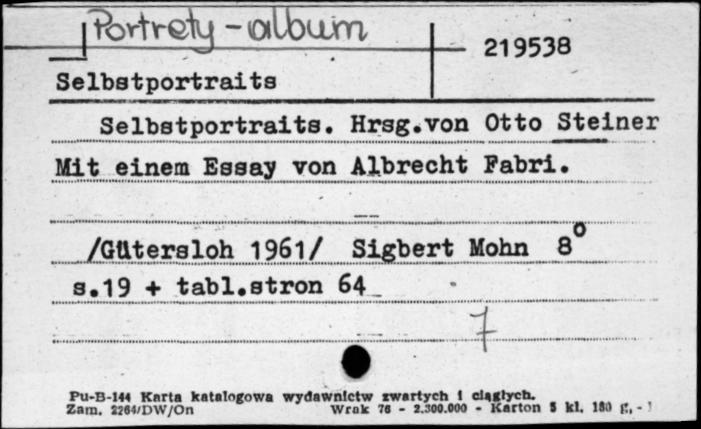 Portrety - album
219538
Selbstportraits
Selbstportraits. Hrsg.von Otto Steiner
Mit einem Essay von Albrecht Fabri.
/Gütersloh 1961/ Sigbert Mohn 8°
s.19 + tabl.stron 64
7
Pu-B-144 Karta katalogowa wydawnictw zwartych i ciągłych.
Zam. 2264/DW/On Wrak 76 - 2.300.000 - Karton 5 kl. 180 g. -